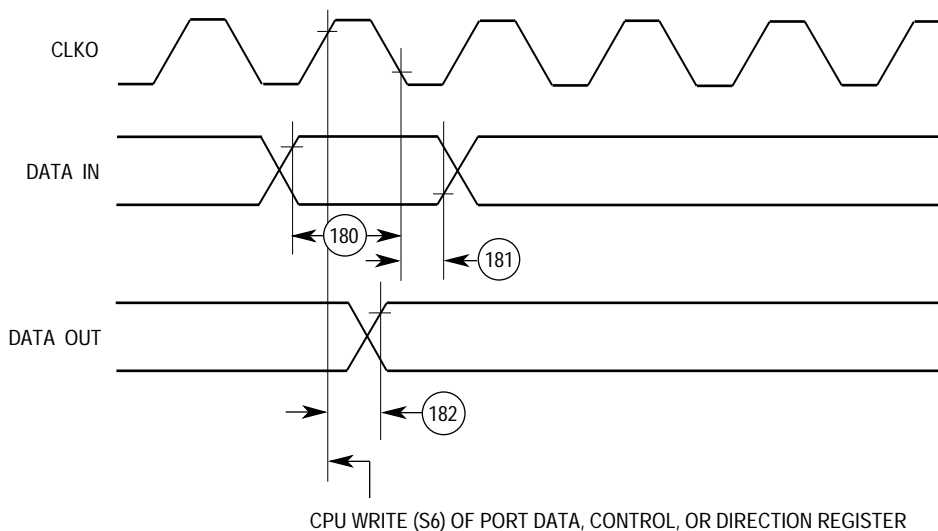 CLKO
DATA IN
180
181
DATA OUT
182
CPU WRITE (S6) OF PORT DATA, CONTROL, OR DIRECTION REGISTER